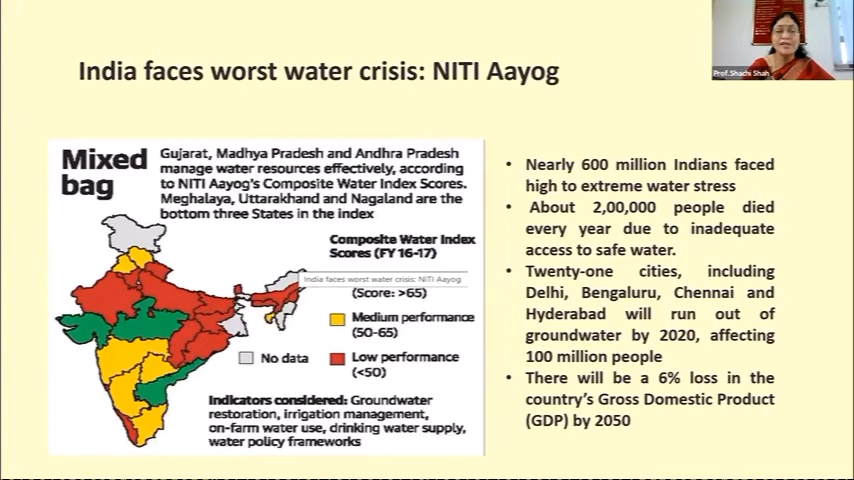 Prof.Shachi Shah
India faces worst water crisis: NITI Aayog
Mixed
bag
Gujarat, Madhya Pradesh and Andhra Pradesh
manage water resources effectively, according
to NITI Aayog's Composite Water Index Scores.
Meghalaya, Uttarakhand and Nagaland are the
bottom three States in the index
Composite Water Index
Scores (FY 16-17)
India faces worst water crisis: NITI Aayog
(Score: >65)
Medium performance
(50-65)
No data
Low performance
(<50)
Indicators considered: Groundwater
restoration, irrigation management,
on-farm water use, drinking water supply,
water policy frameworks
• Nearly 600 million Indians faced
high to extreme water stress
• About 2,00,000 people died
every year due to inadequate
access to safe water.
• Twenty-one cities, including
Delhi, Bengaluru, Chennai and
Hyderabad will run out of
groundwater by 2020, affecting
100 million people
• There will be a 6% loss in the
country's Gross Domestic Product
(GDP) by 2050